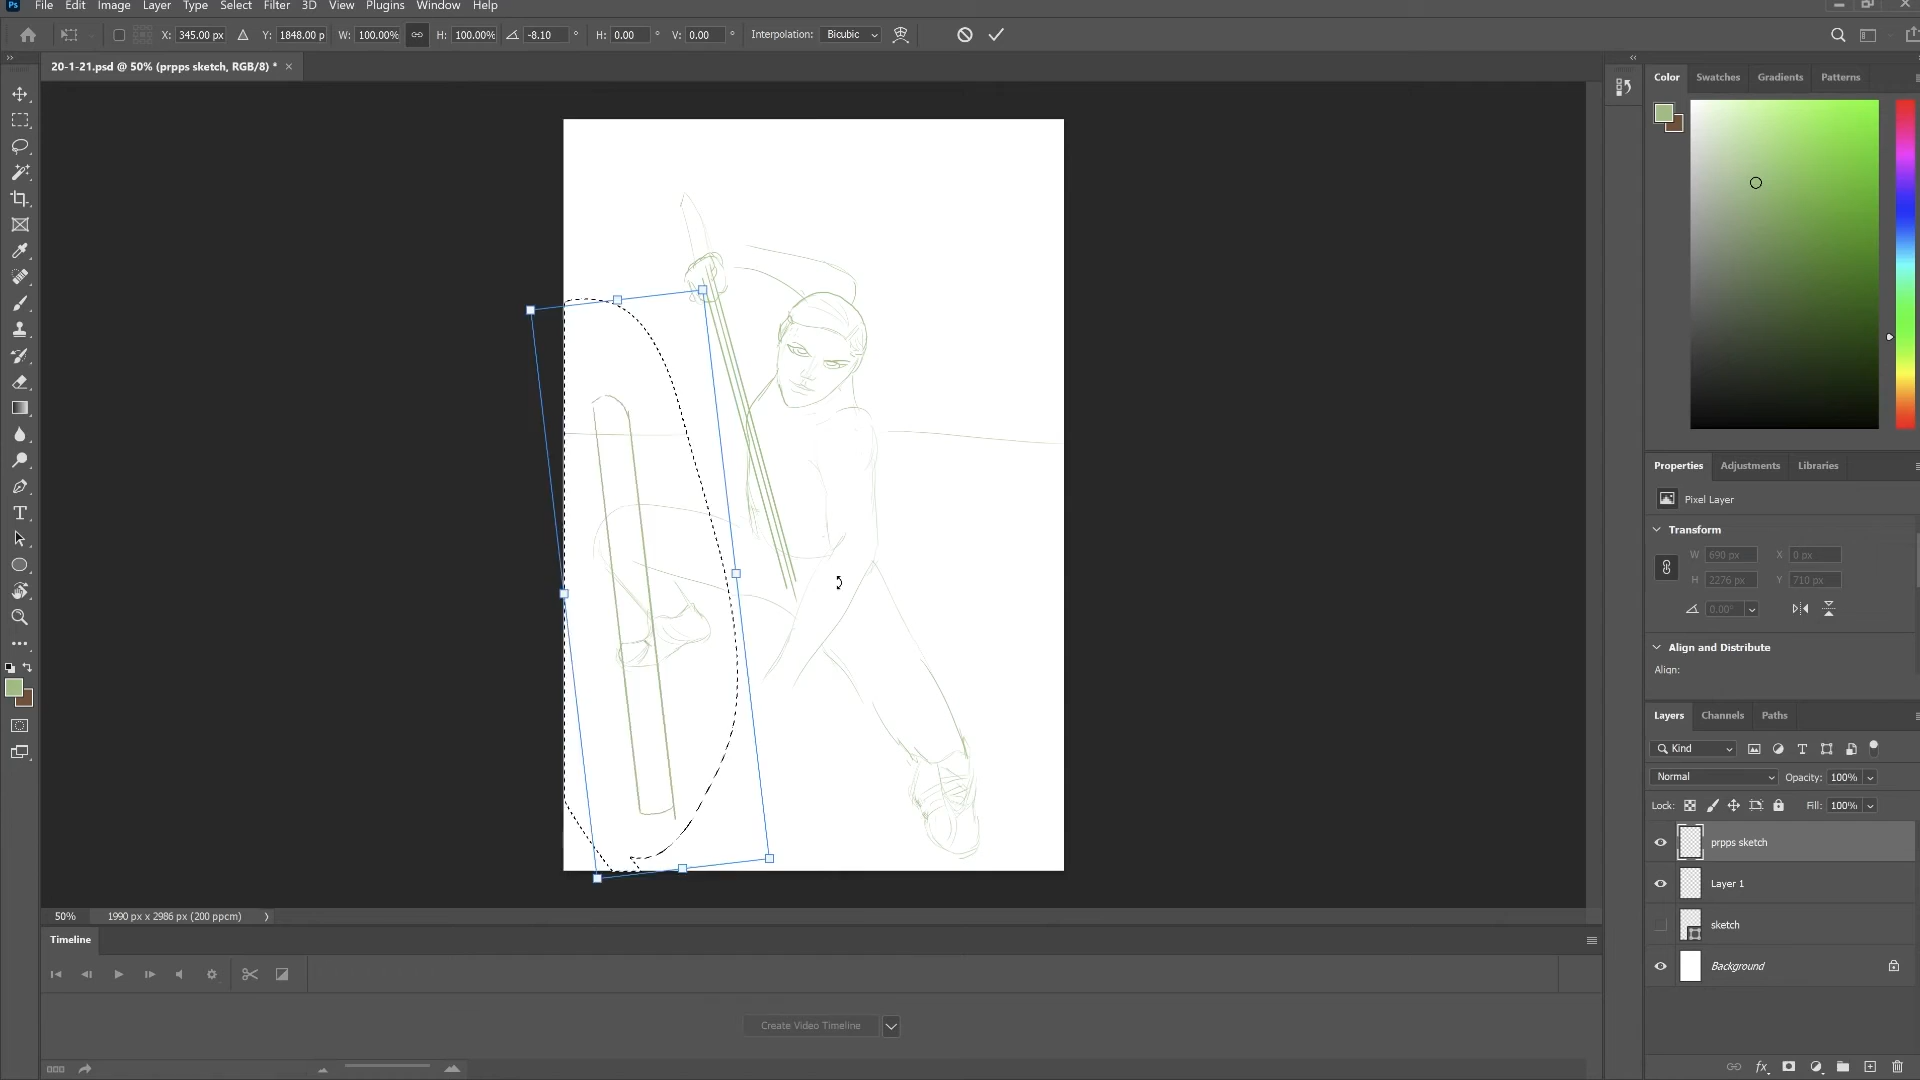 Ps File Edit Image Layer Type Select Filter 3D View Plugins Window Help
X: 345.00 px Y: 1848.00 p W: 100.00% H: 100.00% -8.10 ° H: 0.00 ° V: 0.00 ° Interpolation: Bicubic
20-1-21.psd @ 50% (prpps sketch, RGB/8) * ×
Color Swatches Gradients Patterns
Properties Adjustments Libraries
Pixel Layer
Transform
W 690 px X 0 px
H 2276 px Y 710 px
0.00°
Align and Distribute
Align:
Layers Channels Paths
Kind
Normal Opacity: 100%
Lock: Fill: 100%
prpps sketch
Layer 1
sketch
Background
50% 1990 px x 2986 px (200 ppcm)
Timeline
Create Video Timeline
fx